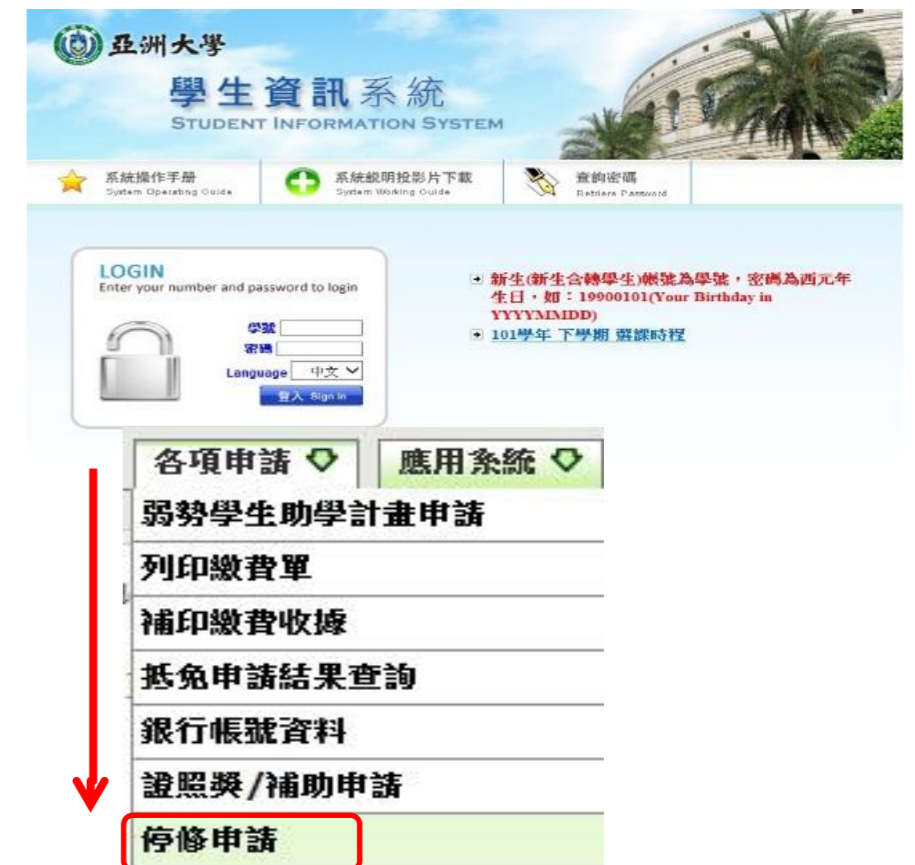 亞洲大學
學生資訊系統
STUDENT INFORMATION SYSTEM
系統操作手册
System Operating Guide
系統說明投影片下載
System Working Guide
查詢密碼
Retrieve Password
LOGIN
Enter your number and password to login
學號
密碼
Language 中文
登入 Sign in
新生(新生含轉學生)帳號為學號，密碼為西元年
生日，如：19900101(Your Birthday in
YYYYMMDD)
101學年 下學期 選課時程
各項申請 應用系統
弱勢學生助學計畫申請
列印繳費單
補印繳費收據
抵免申請結果查詢
銀行帳號資料
證照獎/補助申請
停修申請